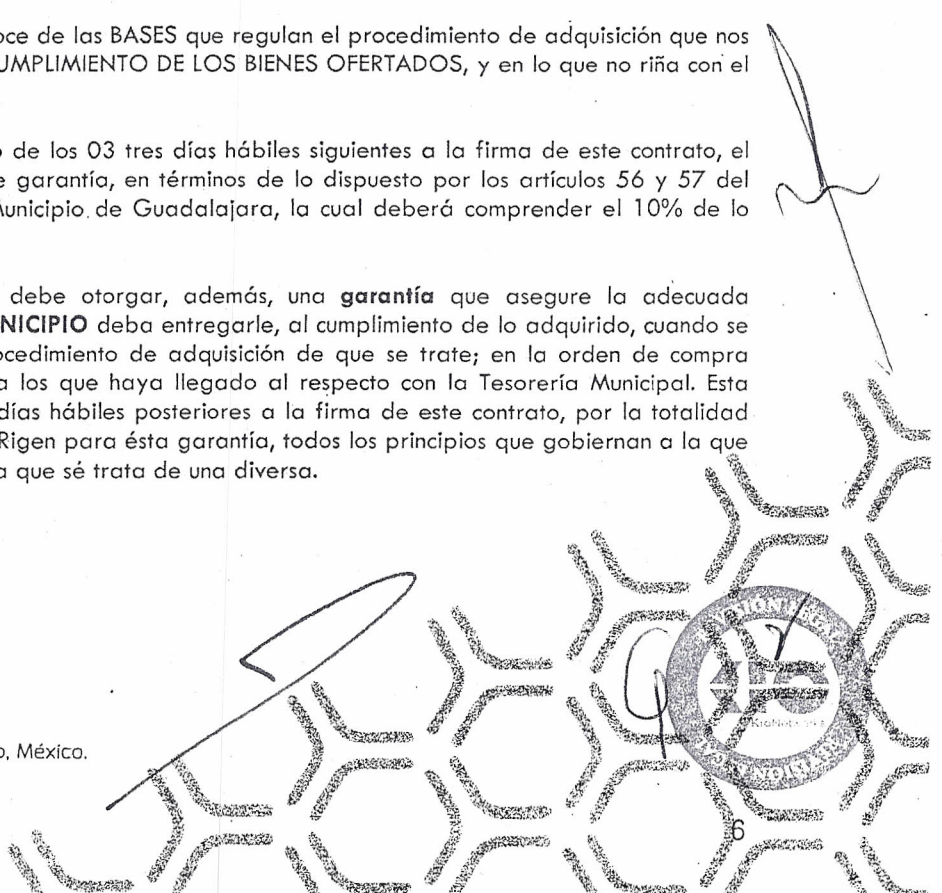 oce de las BASES que regulan el procedimiento de adquisición que nos
UMPLIMIENTO DE LOS BIENES OFERTADOS, y en lo que no riña con el
de los 03 tres días hábiles siguientes a la firma de este contrato, el
e garantía, en términos de lo dispuesto por los artículos 56 y 57 del
Municipio de Guadalajara, la cual deberá comprender el 10% de lo
debe otorgar, además, una garantía que asegure la adecuada
NICIPIO deba entregarle, al cumplimiento de lo adquirido, cuando se
ocedimiento de adquisición de que se trate; en la orden de compra
a los que haya llegado al respecto con la Tesorería Municipal. Esta
días hábiles posteriores a la firma de este contrato, por la totalidad
Rigen para ésta garantía, todos los principios que gobiernan a la que
a que sé trata de una diversa.
o, México.
6